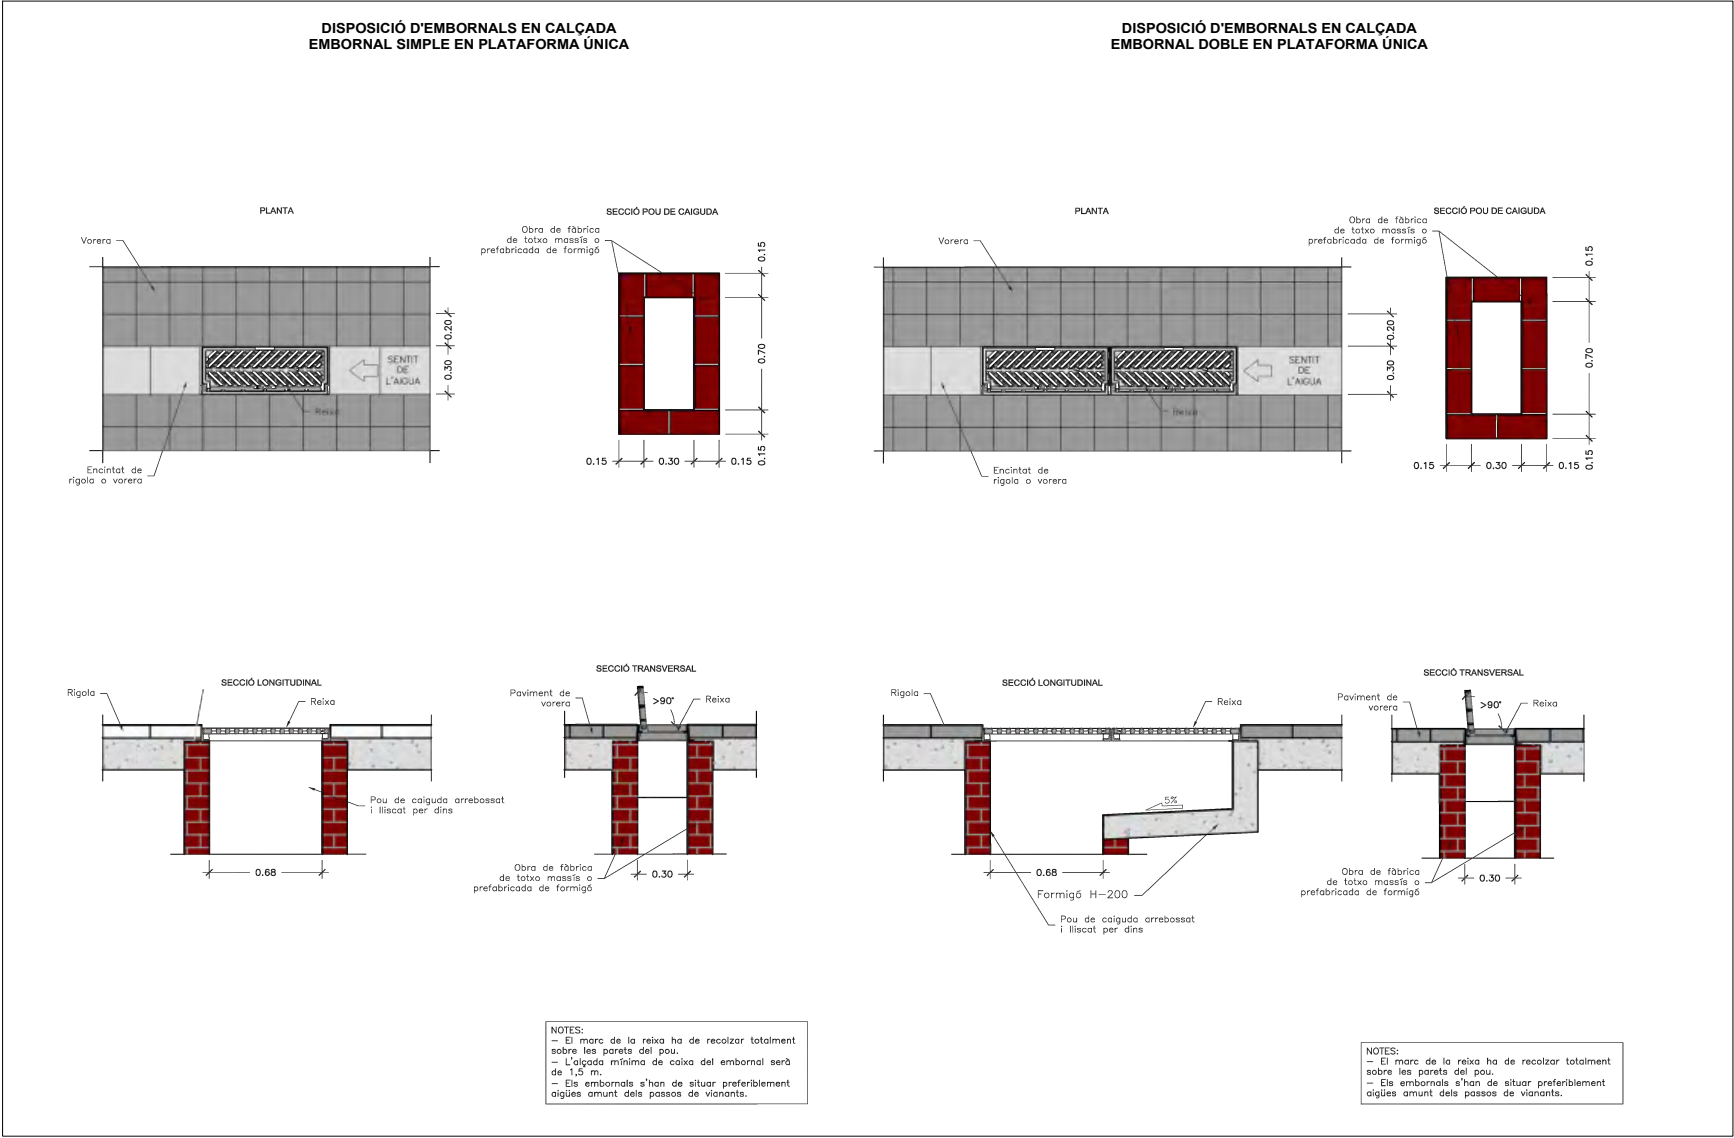 DISPOSICIÓ D'EMBORNALS EN CALÇADA
EMBORNAL SIMPLE EN PLATAFORMA ÚNICA
PLANTA
Vorera
SENTIT
DE
L'AIGUA
Reixa
Encintat de
rigola o vorera
0.20
0.30
SECCIÓ POU DE CAIGUDA
Obra de fàbrica
de totxo massís o
prefabricada de formigó
0.15
0.70
0.15
0.15
0.30
0.15
SECCIÓ LONGITUDINAL
Rigola
Reixa
Pou de caiguda arrebossat
i lliscat per dins
0.68
SECCIÓ TRANSVERSAL
Paviment de
vorera
>90°
Reixa
Obra de fàbrica
de totxo massís o
prefabricada de formigó
0.30
NOTES:
– El marc de la reixa ha de recolzar totalment
sobre les parets del pou.
– L'alçada mínima de caixa del embornal serà
de 1,5 m.
– Els embornals s'han de situar preferiblement
aigües amunt dels passos de vianants.
DISPOSICIÓ D'EMBORNALS EN CALÇADA
EMBORNAL DOBLE EN PLATAFORMA ÚNICA
PLANTA
Vorera
SENTIT
DE
L'AIGUA
Reixa
Encintat de
rigola o vorera
0.20
0.30
SECCIÓ POU DE CAIGUDA
Obra de fàbrica
de totxo massís o
prefabricada de formigó
0.15
0.70
0.15
0.15
0.30
0.15
SECCIÓ LONGITUDINAL
Rigola
Reixa
5%
0.68
Formigó H–200
Pou de caiguda arrebossat
i lliscat per dins
SECCIÓ TRANSVERSAL
Paviment de
vorera
>90°
Reixa
Obra de fàbrica
de totxo massís o
prefabricada de formigó
0.30
NOTES:
– El marc de la reixa ha de recolzar totalment
sobre les parets del pou.
– Els embornals s'han de situar preferiblement
aigües amunt dels passos de vianants.